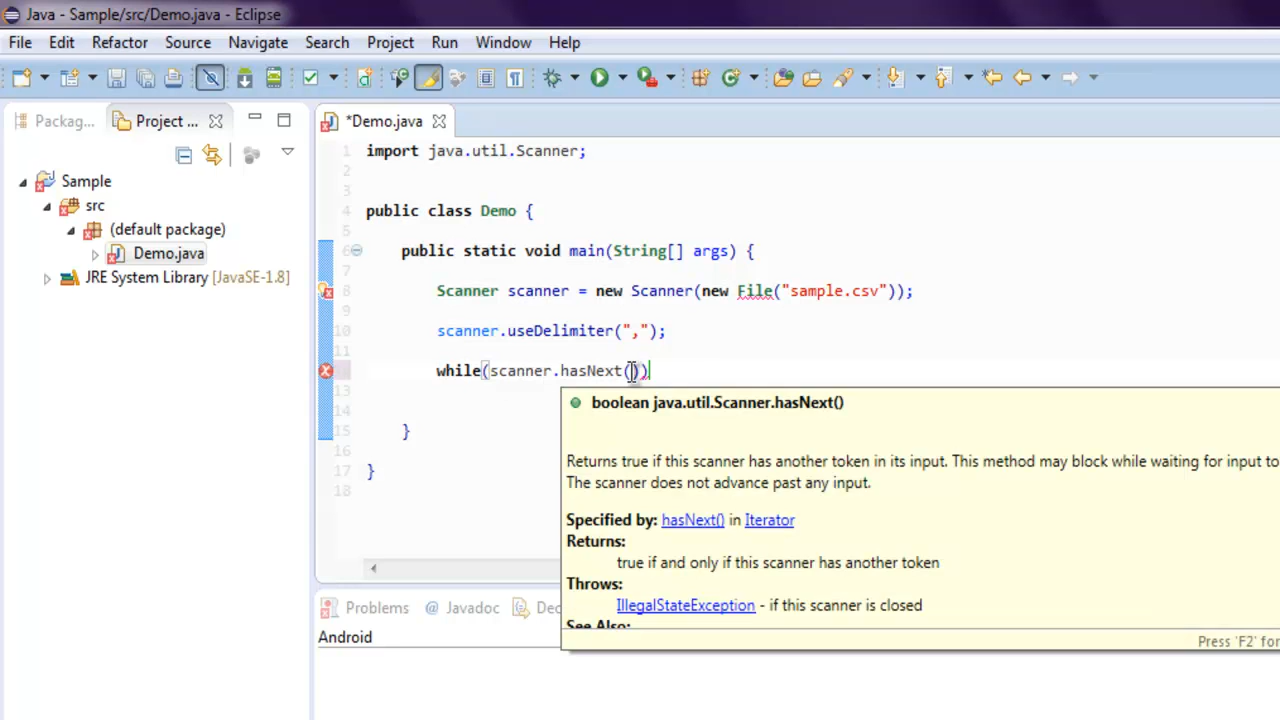 Java - Sample/src/Demo.java - Eclipse
File Edit Refactor Source Navigate Search Project Run Window Help
Packag... Project ... *Demo.java
Sample
src
(default package)
Demo.java
JRE System Library [JavaSE-1.8]
1 import java.util.Scanner;
2
3
4 public class Demo {
5
6 public static void main(String[] args) {
7
8 Scanner scanner = new Scanner(new File("sample.csv"));
9
10 scanner.useDelimiter(",");
11
while(scanner.hasNext())
13
14
15 }
16
17 }
18
boolean java.util.Scanner.hasNext()
Returns true if this scanner has another token in its input. This method may block while waiting for input to
The scanner does not advance past any input.
Specified by: hasNext() in Iterator
Returns:
true if and only if this scanner has another token
Throws:
IllegalStateException - if this scanner is closed
See Also:
Press 'F2' for
Problems @ Javadoc Dec
Android